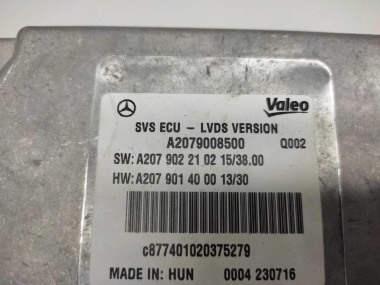 Valeo
SVS ECU - LVDS VERSION
A2079008500 Q002
SW: A207 902 21 02 15/38.00
HW: A207 901 40 00 13/30
c877401020375279
MADE IN: HUN 0004 230716